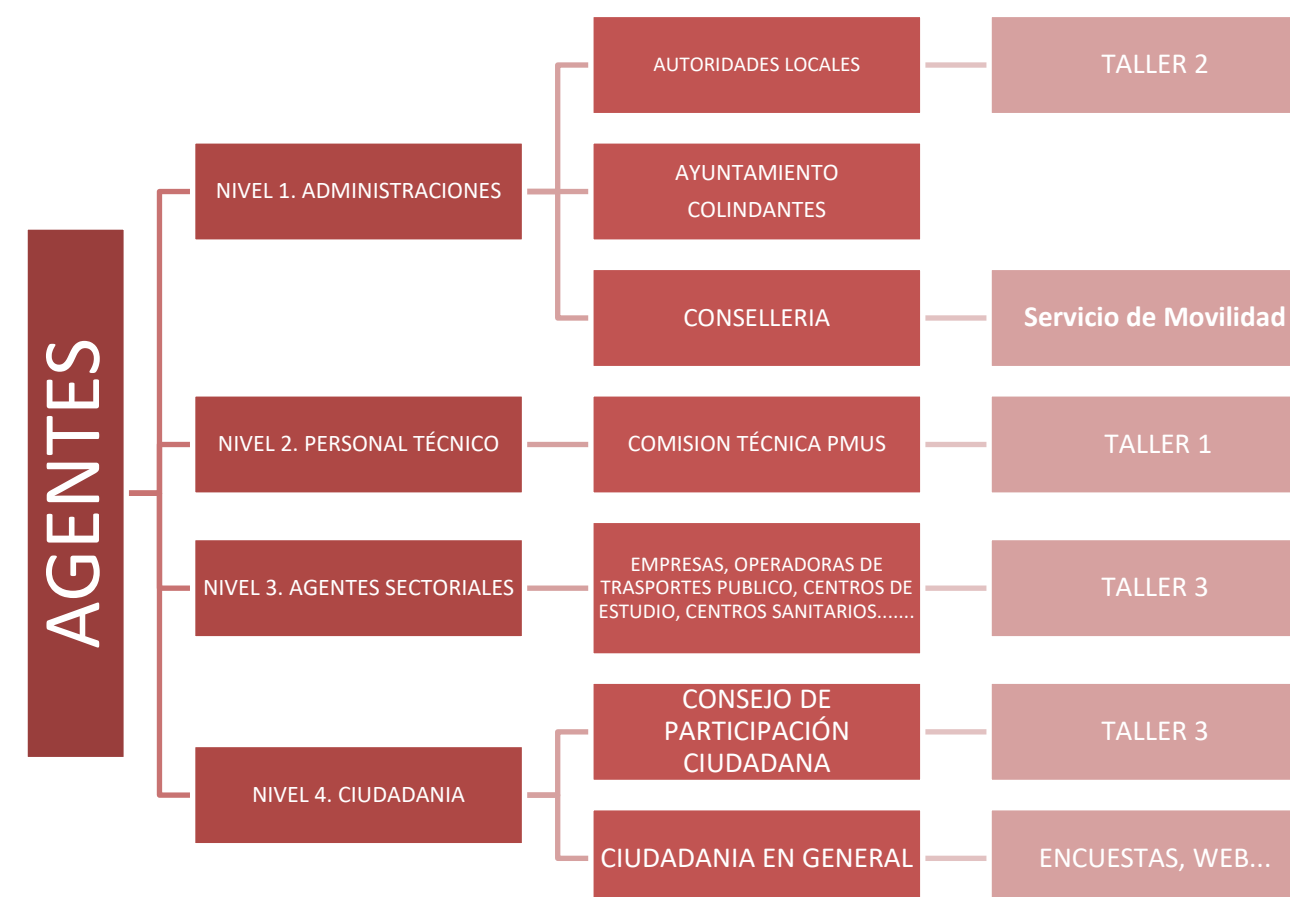 AGENTES
NIVEL 1. ADMINISTRACIONES
AUTORIDADES LOCALES
TALLER 2
AYUNTAMIENTO
COLINDANTES
CONSELLERIA
Servicio de Movilidad
NIVEL 2. PERSONAL TÉCNICO
COMISION TÉCNICA PMUS
TALLER 1
NIVEL 3. AGENTES SECTORIALES
EMPRESAS, OPERADORAS DE
TRASPORTES PUBLICO, CENTROS DE
ESTUDIO, CENTROS SANITARIOS.......
TALLER 3
NIVEL 4. CIUDADANIA
CONSEJO DE
PARTICIPACIÓN
CIUDADANA
TALLER 3
CIUDADANIA EN GENERAL
ENCUESTAS, WEB...